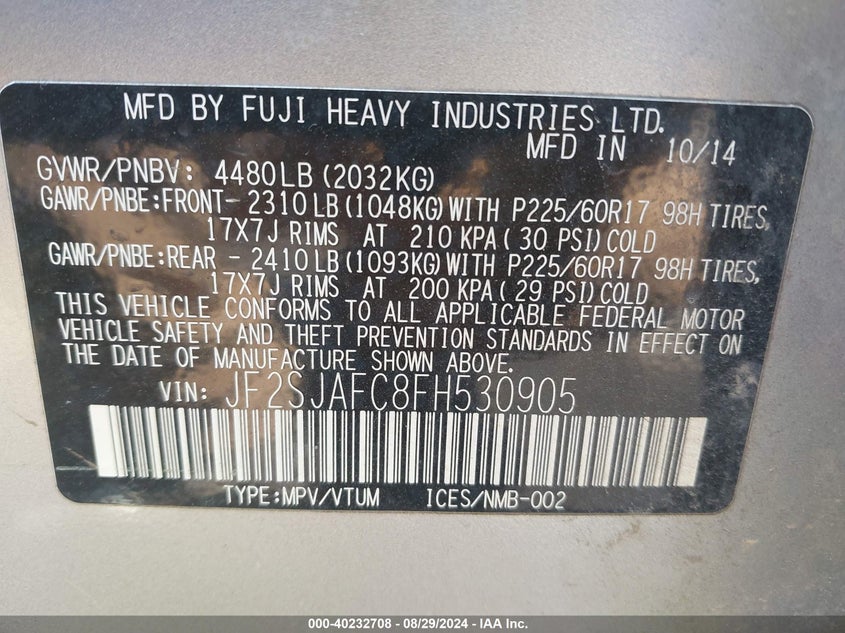 MFD BY FUJI HEAVY INDUSTRIES LTD.
MFD IN 10/14
GVWR/PNBV: 4480LB (2032KG)
GAWR/PNBE:FRONT- 2310LB (1048KG) WITH P225/60R17 98H TIRES,
17X7J RIMS AT 210 KPA( 30 PSI)COLD
GAWR/PNBE:REAR - 2410LB (1093KG) WITH P225/60R17 98H TIRES,
17X7J RIMS AT 200 KPA( 29 PSI)COLD
THIS VEHICLE CONFORMS TO ALL APPLICABLE FEDERAL MOTOR
VEHICLE SAFETY AND THEFT PREVENTION STANDARDS IN EFFECT ON
THE DATE OF MANUFACTURE SHOWN ABOVE.
VIN: JF2SJAFC8FH530905
TYPE:MPV/VTUM ICES/NMB-002
000-40232708 - 08/29/2024 - IAA Inc.